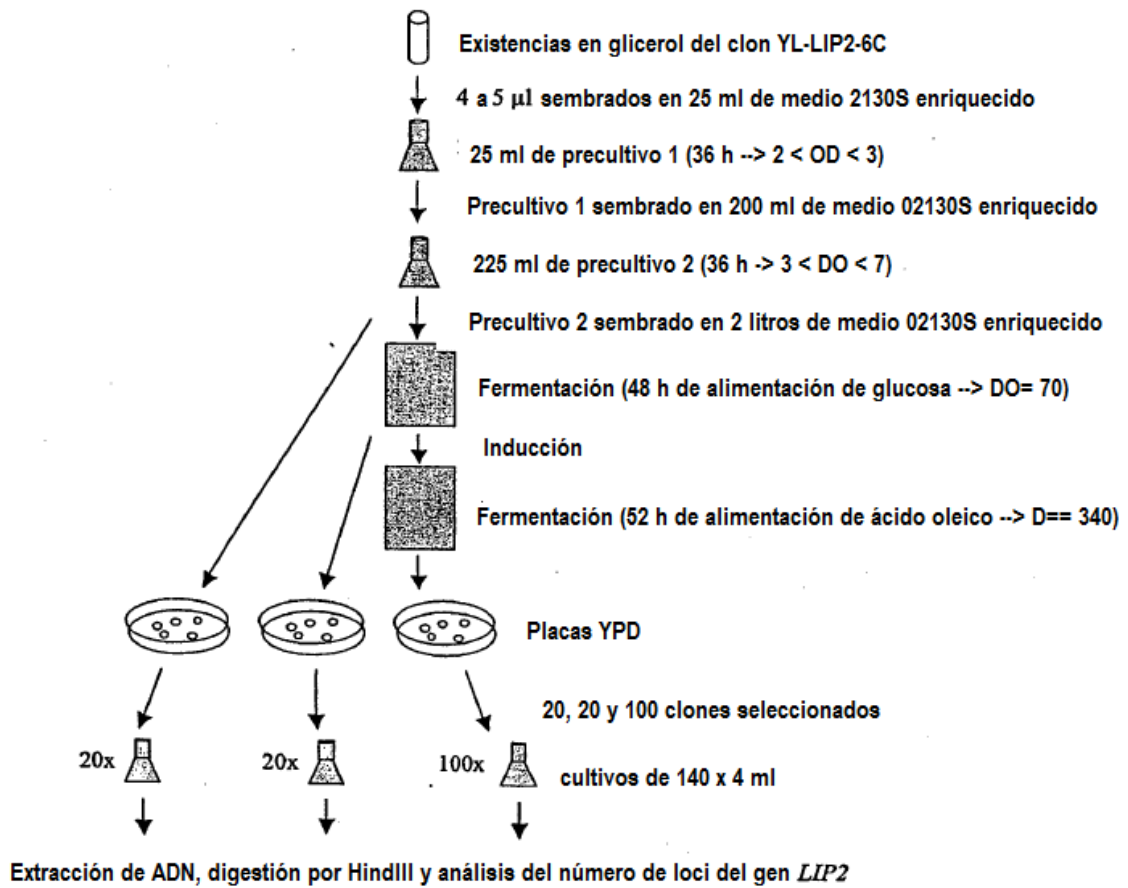 Existencias en glicerol del clon YL-LIP2-6C
4 a 5 µl sembrados en 25 ml de medio 2130S enriquecido
25 ml de precultivo 1 (36 h --> 2 < OD < 3)
Precultivo 1 sembrado en 200 ml de medio 02130S enriquecido
225 ml de precultivo 2 (36 h -> 3 < DO < 7)
Precultivo 2 sembrado en 2 litros de medio 02130S enriquecido
Fermentación (48 h de alimentación de glucosa --> DO= 70)
Inducción
Fermentación (52 h de alimentación de ácido oleico --> D== 340)
Placas YPD
20, 20 y 100 clones seleccionados
20x 20x 100x cultivos de 140 x 4 ml
Extracción de ADN, digestión por HindIII y análisis del número de loci del gen LIP2